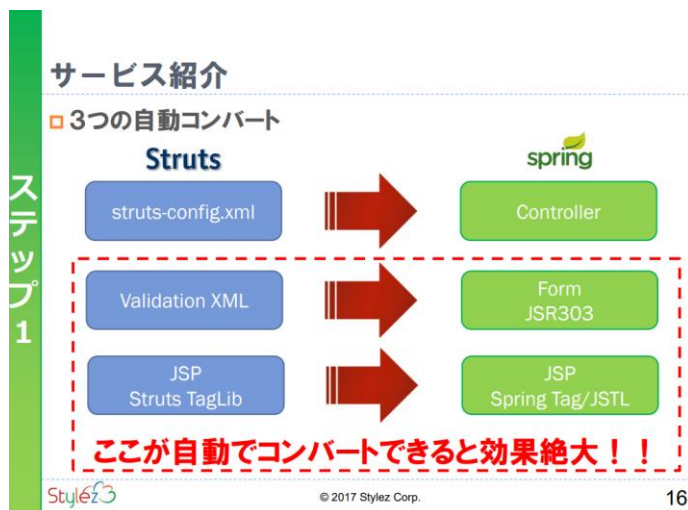 サービス紹介
3つの自動コンバート
ステップ1
Struts
spring
struts-config.xml
Controller
Validation XML
Form
JSR303
JSP
Struts TagLib
JSP
Spring Tag/JSTL
ここが自動でコンバートできると効果絶大！！
Stylez
© 2017 Stylez Corp.
16